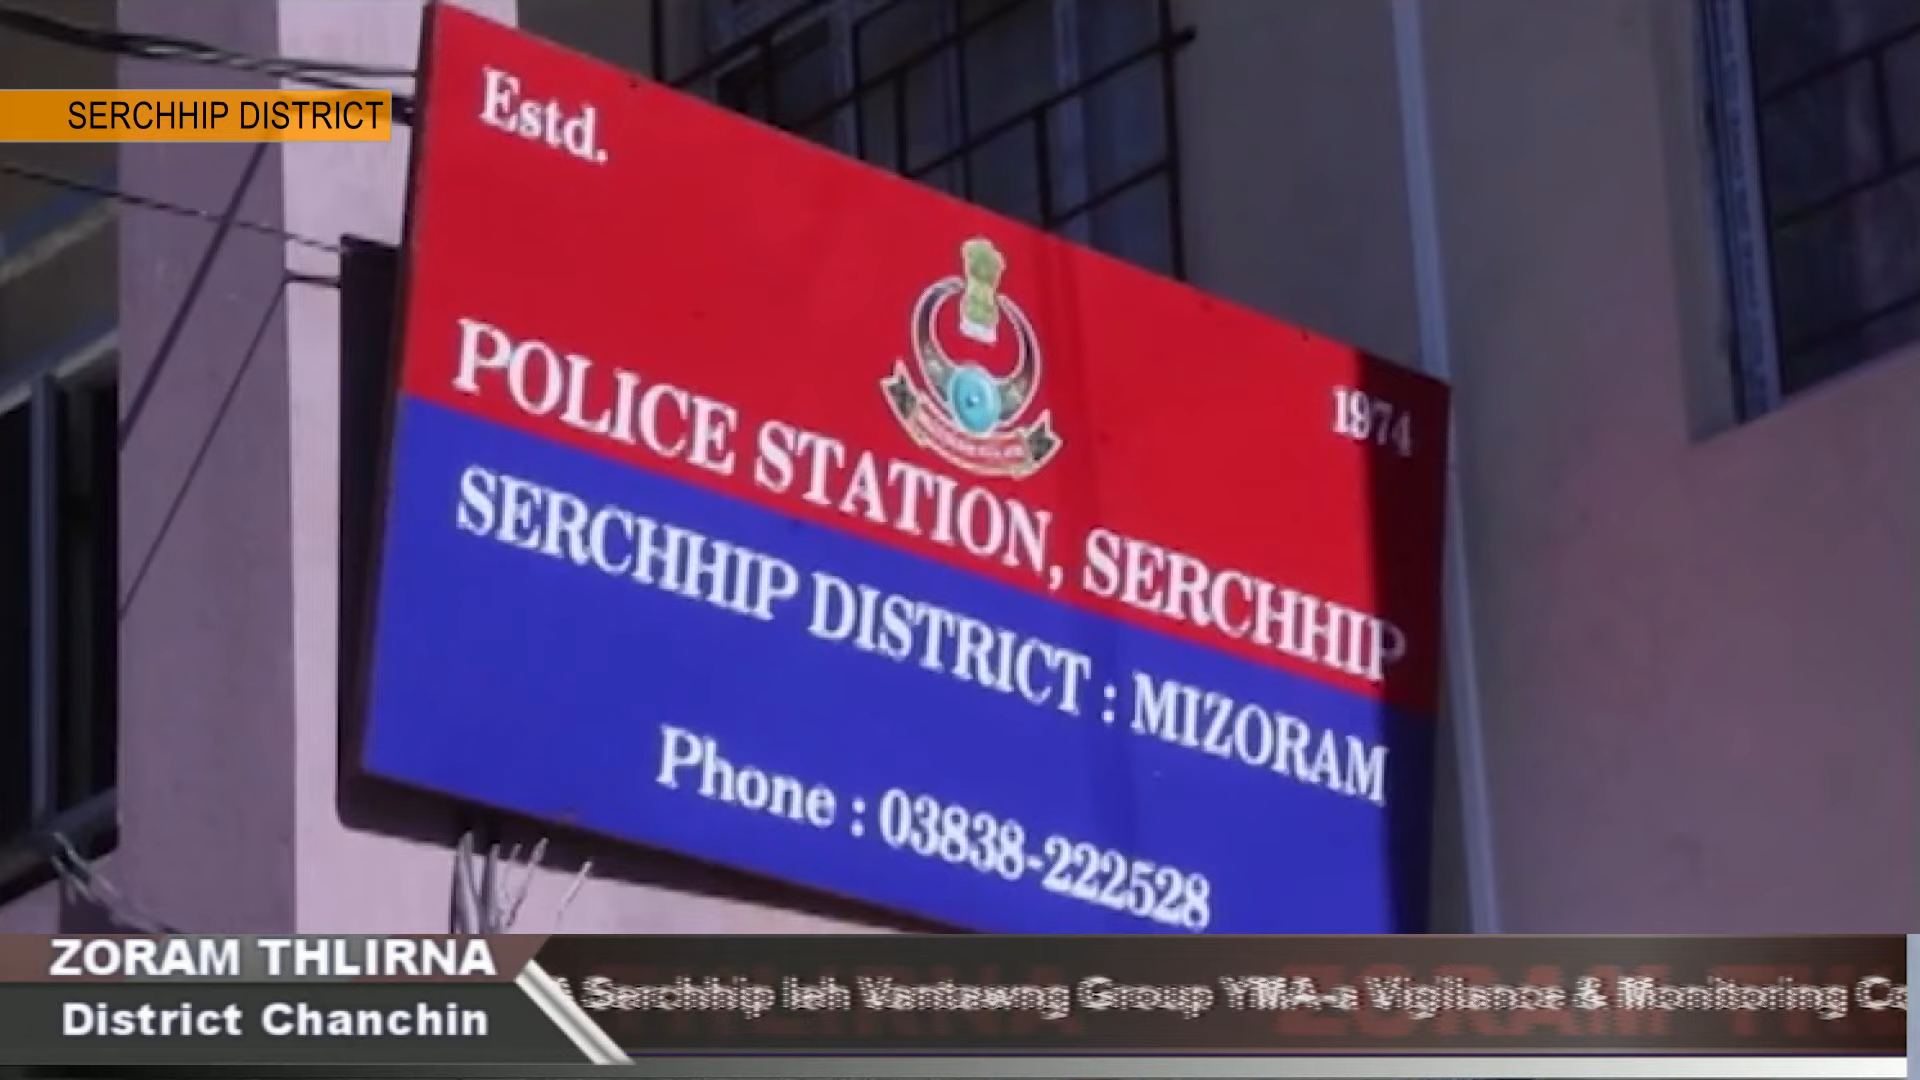 SERCHHIP DISTRICT
Estd.
1974
POLICE STATION, SERCHHIP
SERCHHIP DISTRICT : MIZORAM
Phone : 03838-222528
ZORAM THLIRNA
District Chanchin
Serchhip leh Vantawng Group YMA-a Vigilance & Monitoring